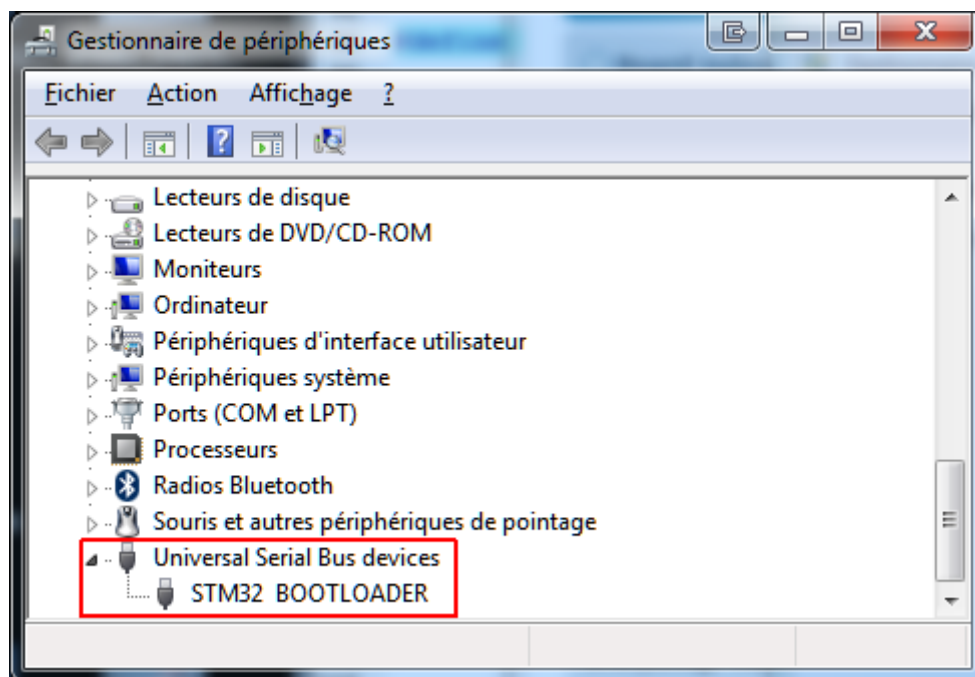 Gestionnaire de périphériques
Fichier Action Affichage ?
Lecteurs de disque
Lecteurs de DVD/CD-ROM
Moniteurs
Ordinateur
Périphériques d'interface utilisateur
Périphériques système
Ports (COM et LPT)
Processeurs
Radios Bluetooth
Souris et autres périphériques de pointage
Universal Serial Bus devices
STM32 BOOTLOADER